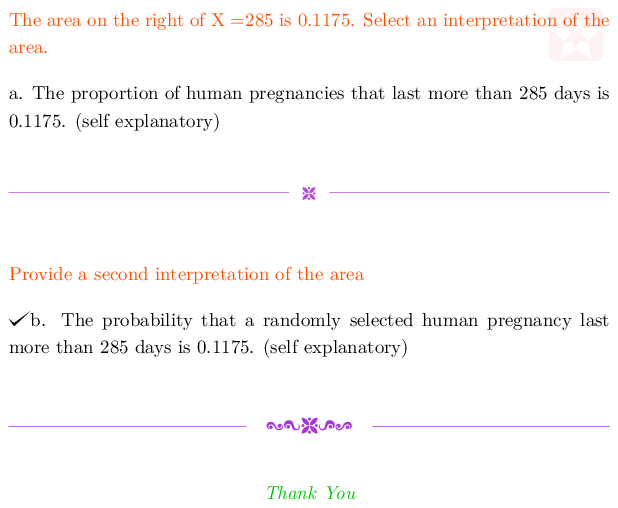 The area on the right of X =285 is 0.1175. Select an interpretation of the
area.
a. The proportion of human pregnancies that last more than 285 days is
0.1175. (self explanatory)
Provide a second interpretation of the area
✓b. The probability that a randomly selected human pregnancy last
more than 285 days is 0.1175. (self explanatory)
Thank You